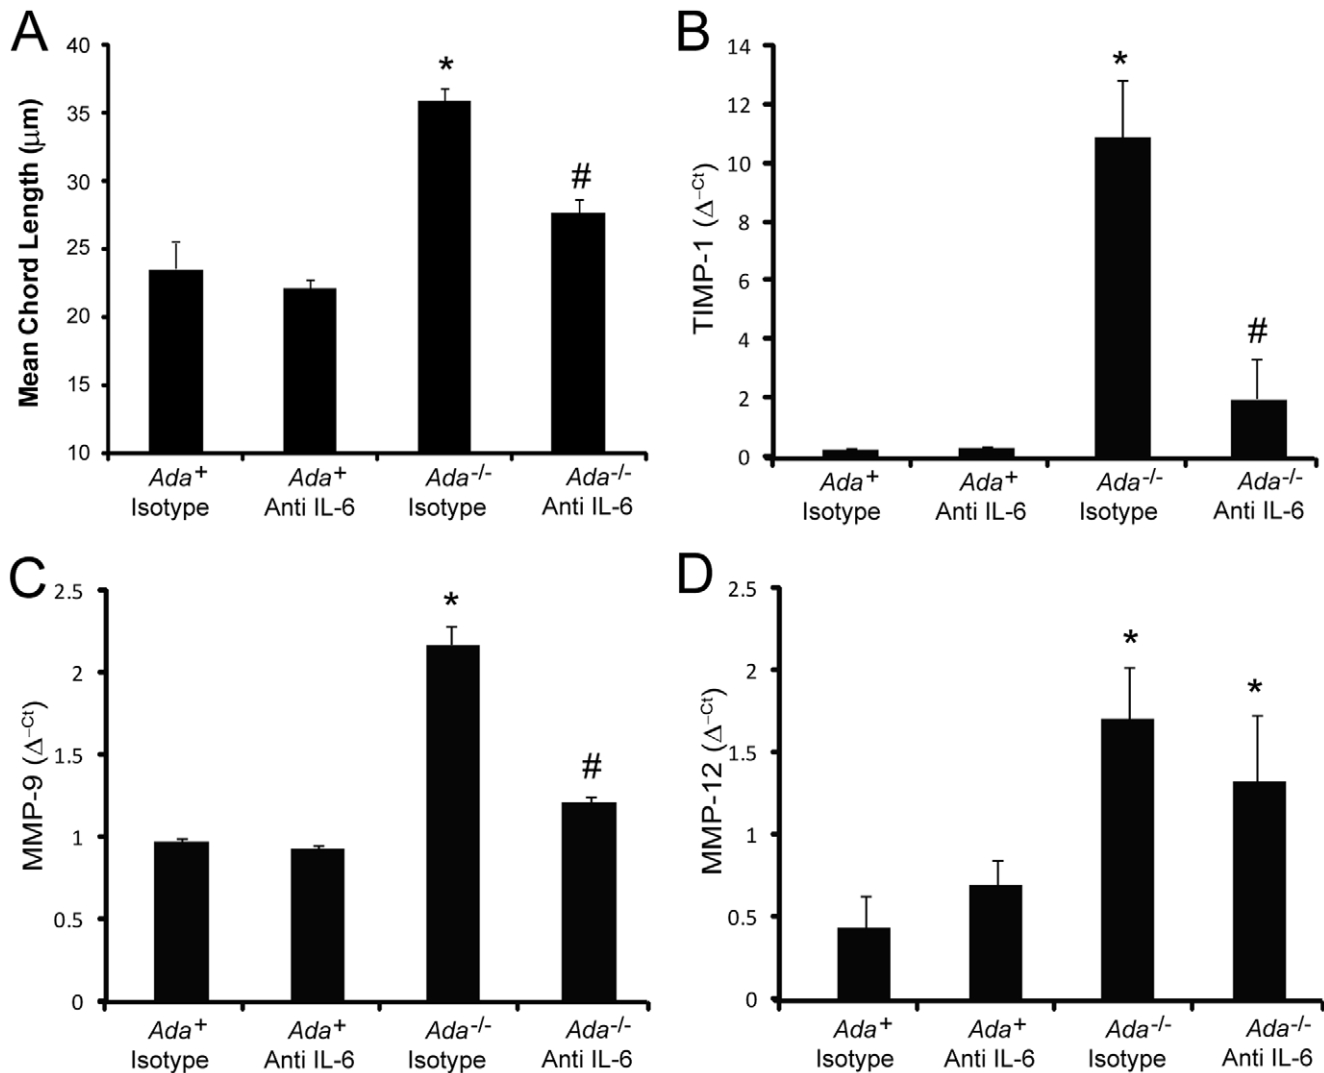 A
Mean Chord Length (μm)
40
35
30
25
20
15
10
*
#
Ada+ Isotype
Ada+ Anti IL-6
Ada-/- Isotype
Ada-/- Anti IL-6
B
TIMP-1 (Δ−Ct)
14
12
10
8
6
4
2
0
*
#
Ada+ Isotype
Ada+ Anti IL-6
Ada-/- Isotype
Ada-/- Anti IL-6
C
MMP-9 (Δ−Ct)
2.5
2
1.5
1
0.5
0
*
#
Ada+ Isotype
Ada+ Anti IL-6
Ada-/- Isotype
Ada-/- Anti IL-6
D
MMP-12 (Δ−Ct)
2.5
2
1.5
1
0.5
0
*
*
Ada+ Isotype
Ada+ Anti IL-6
Ada-/- Isotype
Ada-/- Anti IL-6